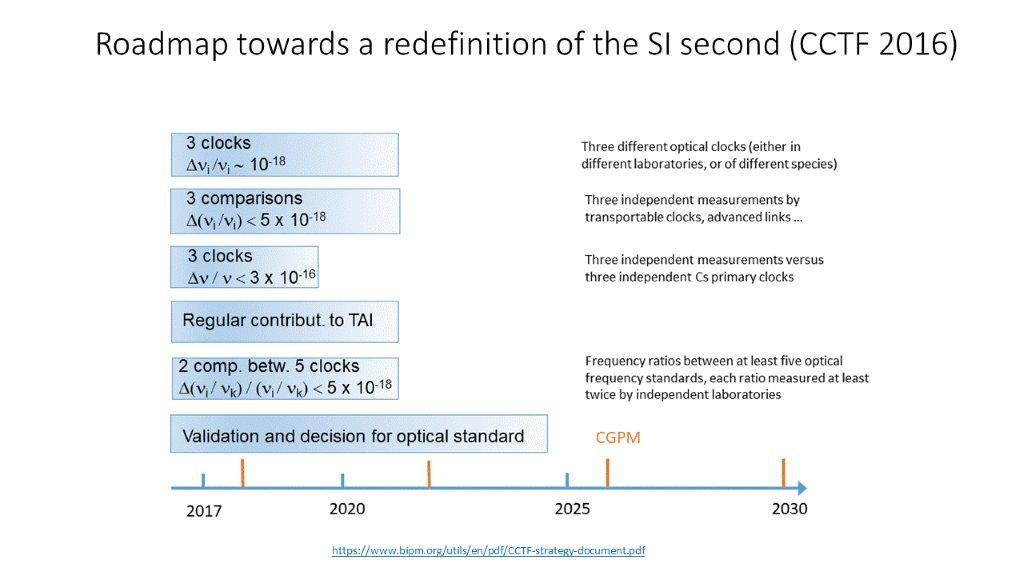 Roadmap towards a redefinition of the SI second (CCTF 2016)
3 clocks
Δνi/νi ~ 10-18
Three different optical clocks (either in
different laboratories, or of different species)
3 comparisons
Δ(νi/νi) < 5 x 10-18
Three independent measurements by
transportable clocks, advanced links ...
3 clocks
Δν / ν < 3 x 10-16
Three independent measurements versus
three independent Cs primary clocks
Regular contribut. to TAI
2 comp. betw. 5 clocks
Δ(νi/ νk) / (νi/ νk) < 5 x 10-18
Frequency ratios between at least five optical
frequency standards, each ratio measured at least
twice by independent laboratories
Validation and decision for optical standard
CGPM
2017 2020 2025 2030
https://www.bipm.org/utils/en/pdf/CCTF-strategy-document.pdf